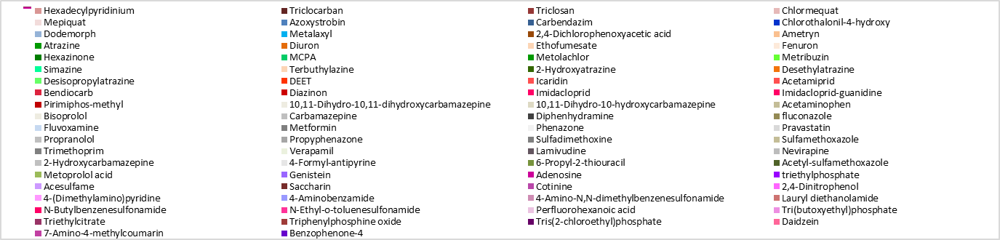 Hexadecylpyridinium Triclocarban Triclosan Chlormequat
Mepiquat Azoxystrobin Carbendazim Chlorothalonil-4-hydroxy
Dodemorph Metalaxyl 2,4-Dichlorophenoxyacetic acid Ametryn
Atrazine Diuron Ethofumesate Fenuron
Hexazinone MCPA Metolachlor Metribuzin
Simazine Terbuthylazine 2-Hydroxyatrazine Desethylatrazine
Desisopropylatrazine DEET Icaridin Acetamiprid
Bendiocarb Diazinon Imidacloprid Imidacloprid-guanidine
Pirimiphos-methyl 10,11-Dihydro-10,11-dihydroxycarbamazepine 10,11-Dihydro-10-hydroxycarbamazepine Acetaminophen
Bisoprolol Carbamazepine Diphenhydramine fluconazole
Fluvoxamine Metformin Phenazone Pravastatin
Propranolol Propyphenazone Sulfadimethoxine Sulfamethoxazole
Trimethoprim Verapamil Lamivudine Nevirapine
2-Hydroxycarbamazepine 4-Formyl-antipyrine 6-Propyl-2-thiouracil Acetyl-sulfamethoxazole
Metoprolol acid Genistein Adenosine triethylphosphate
Acesulfame Saccharin Cotinine 2,4-Dinitrophenol
4-(Dimethylamino)pyridine 4-Aminobenzamide 4-Amino-N,N-dimethylbenzenesulfonamide Lauryl diethanolamide
N-Butylbenzenesulfonamide N-Ethyl-o-toluenesulfonamide Perfluorohexanoic acid Tri(butoxyethyl)phosphate
Triethylcitrate Triphenylphosphine oxide Tris(2-chloroethyl)phosphate Daidzein
7-Amino-4-methylcoumarin Benzophenone-4